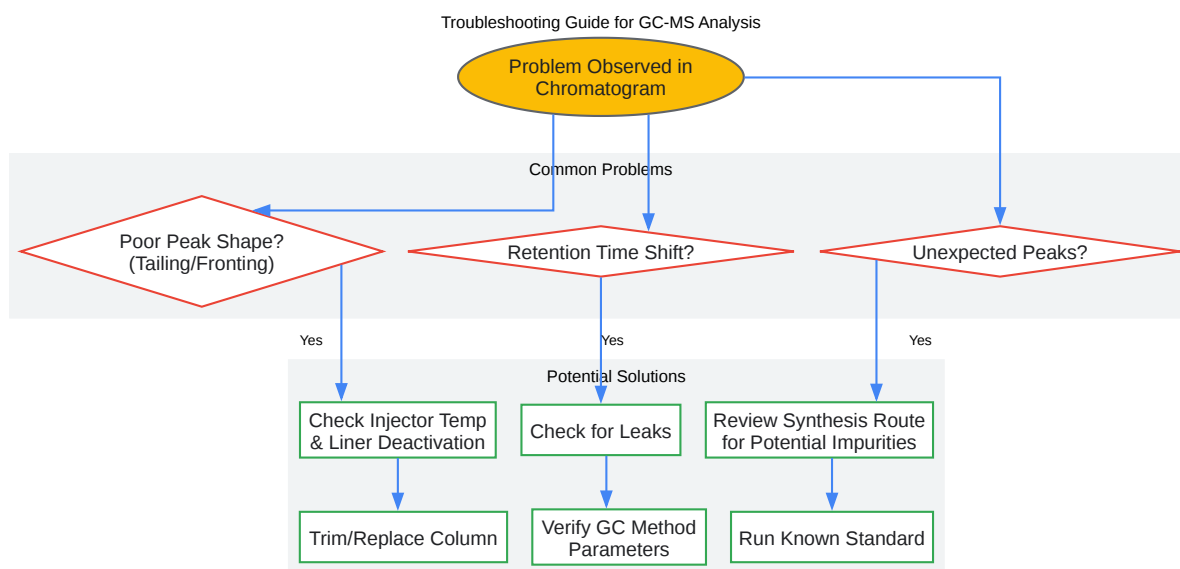 Troubleshooting Guide for GC-MS Analysis
Problem Observed in
Chromatogram
Common Problems
Poor Peak Shape?
(Tailing/Fronting)
Retention Time Shift?
Unexpected Peaks?
Yes
Yes
Yes
Potential Solutions
Check Injector Temp
& Liner Deactivation
Check for Leaks
Review Synthesis Route
for Potential Impurities
Trim/Replace Column
Verify GC Method
Parameters
Run Known Standard